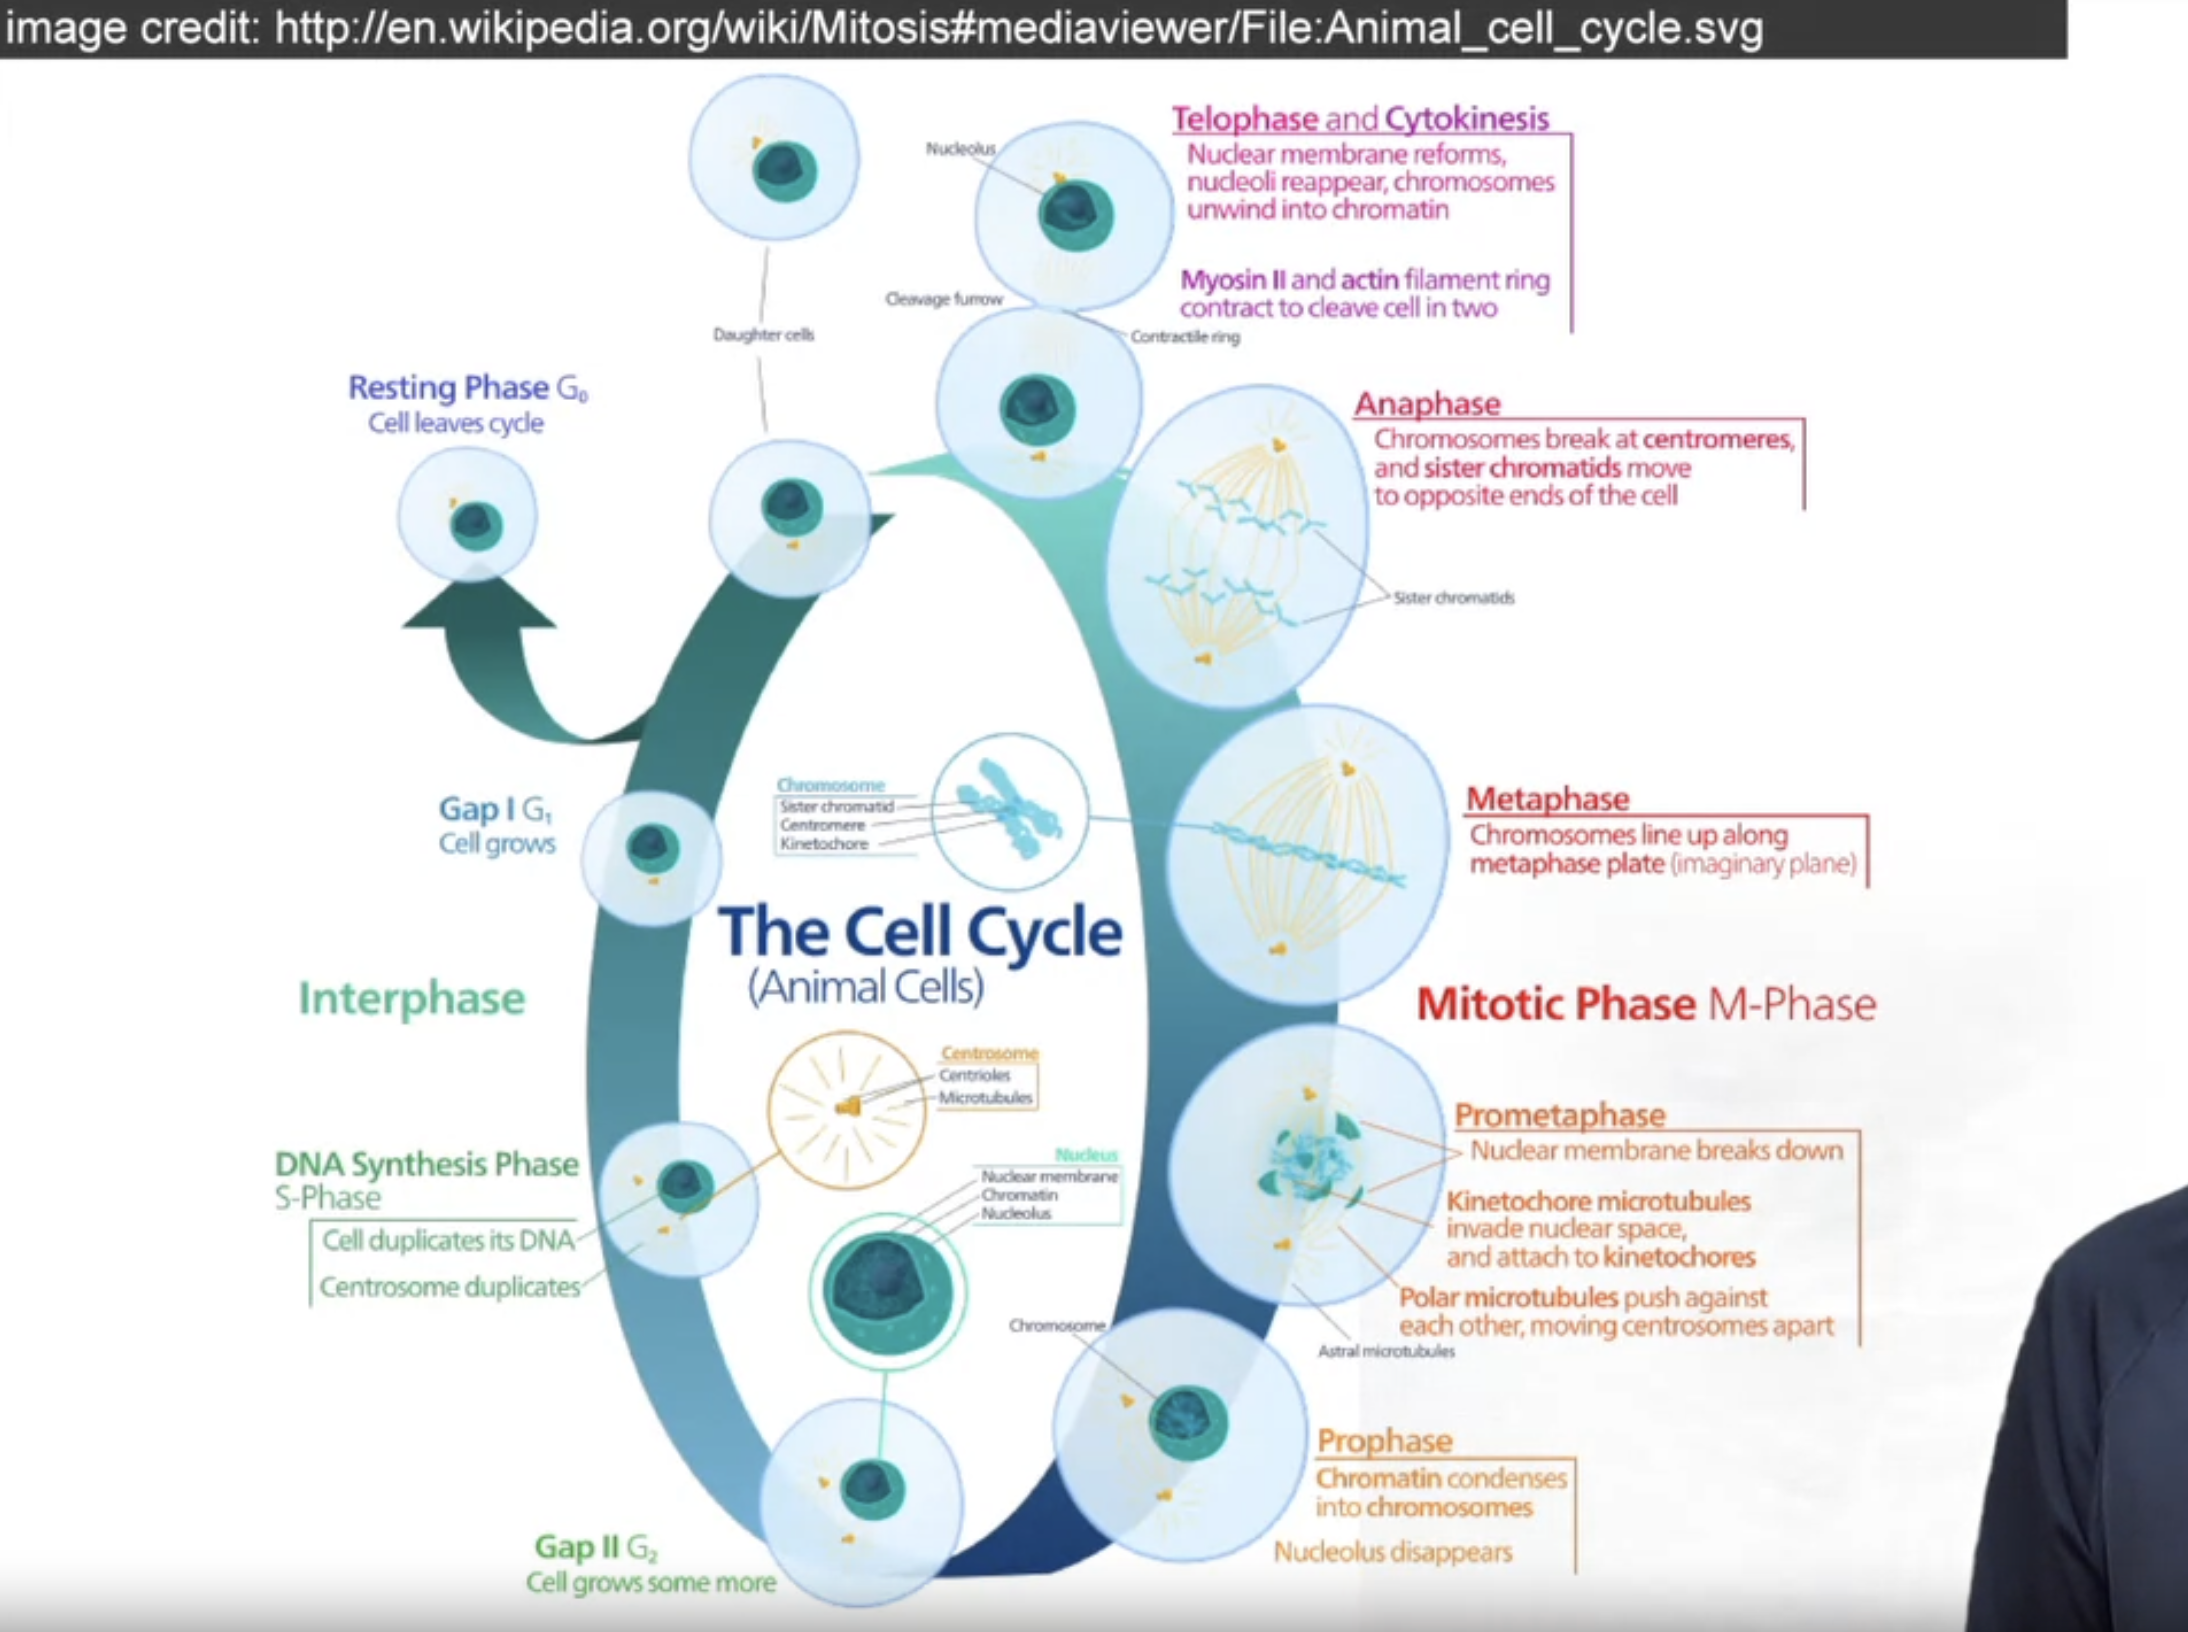 image credit: http://en.wikipedia.org/wiki/Mitosis#mediaviewer/File:Animal_cell_cycle.svg
Telophase and Cytokinesis
Nuclear membrane reforms,
nucleoli reappear, chromosomes
unwind into chromatin
Myosin II and actin filament ring
contract to cleave cell in two
Nucleolus
Cleavage furrow
Contractile ring
Daughter cells
Resting Phase G₀
Cell leaves cycle
Anaphase
Chromosomes break at centromeres,
and sister chromatids move
to opposite ends of the cell
Sister chromatids
Gap I G₁
Cell grows
Chromosome
Sister chromatid
Centromere
Kinetochore
Metaphase
Chromosomes line up along
metaphase plate (imaginary plane)
The Cell Cycle
(Animal Cells)
Interphase
Mitotic Phase M-Phase
Centrosome
Centrioles
Microtubules
Prometaphase
Nuclear membrane breaks down
Kinetochore microtubules
invade nuclear space,
and attach to kinetochores
Polar microtubules push against
each other, moving centrosomes apart
Astral microtubules
DNA Synthesis Phase
S-Phase
Cell duplicates its DNA
Centrosome duplicates
Nucleus
Nuclear membrane
Chromatin
Nucleolus
Chromosome
Prophase
Chromatin condenses
into chromosomes
Nucleolus disappears
Gap II G₂
Cell grows some more